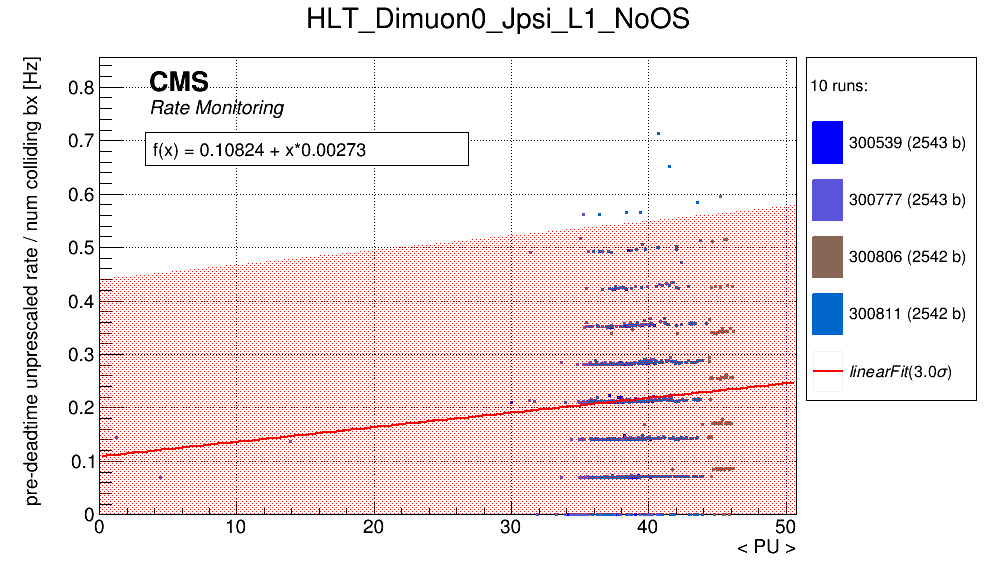 HLT_Dimuon0_Jpsi_L1_NoOS
pre-deadtime unprescaled rate / num colliding bx [Hz]
CMS
Rate Monitoring
f(x) = 0.10824 + x*0.00273
0.8
0.7
0.6
0.5
0.4
0.3
0.2
0.1
0
0 10 20 30 40 50
< PU >
10 runs:
300539 (2543 b)
300777 (2543 b)
300806 (2542 b)
300811 (2542 b)
linearFit(3.0σ)